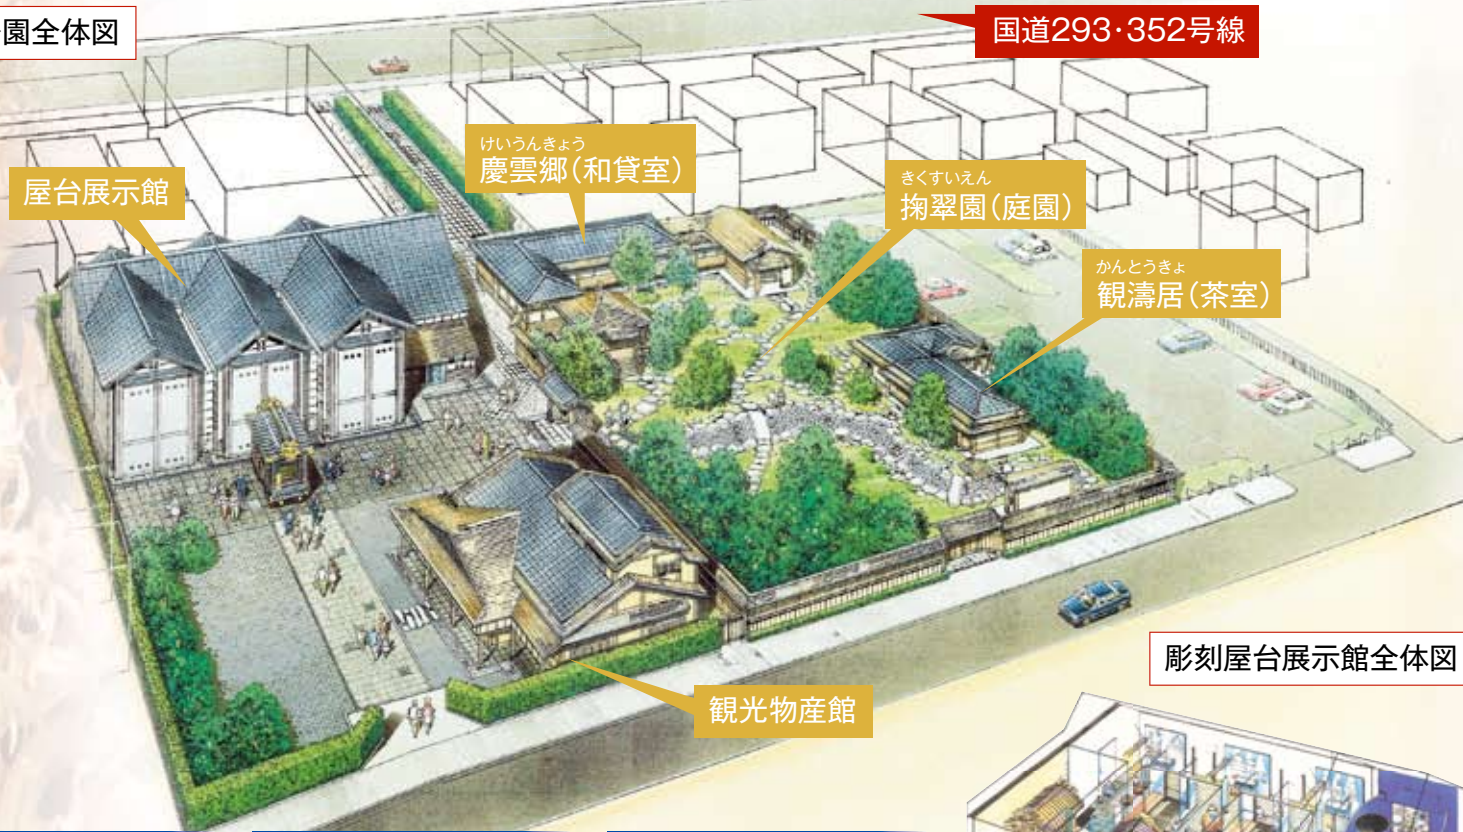 園全体図
国道293･352号線
屋台展示館
けいうんきょう
慶雲郷(和貸室)
きくすいえん
掬翠園(庭園)
かんとうきょ
観濤居(茶室)
観光物産館
彫刻屋台展示館全体図